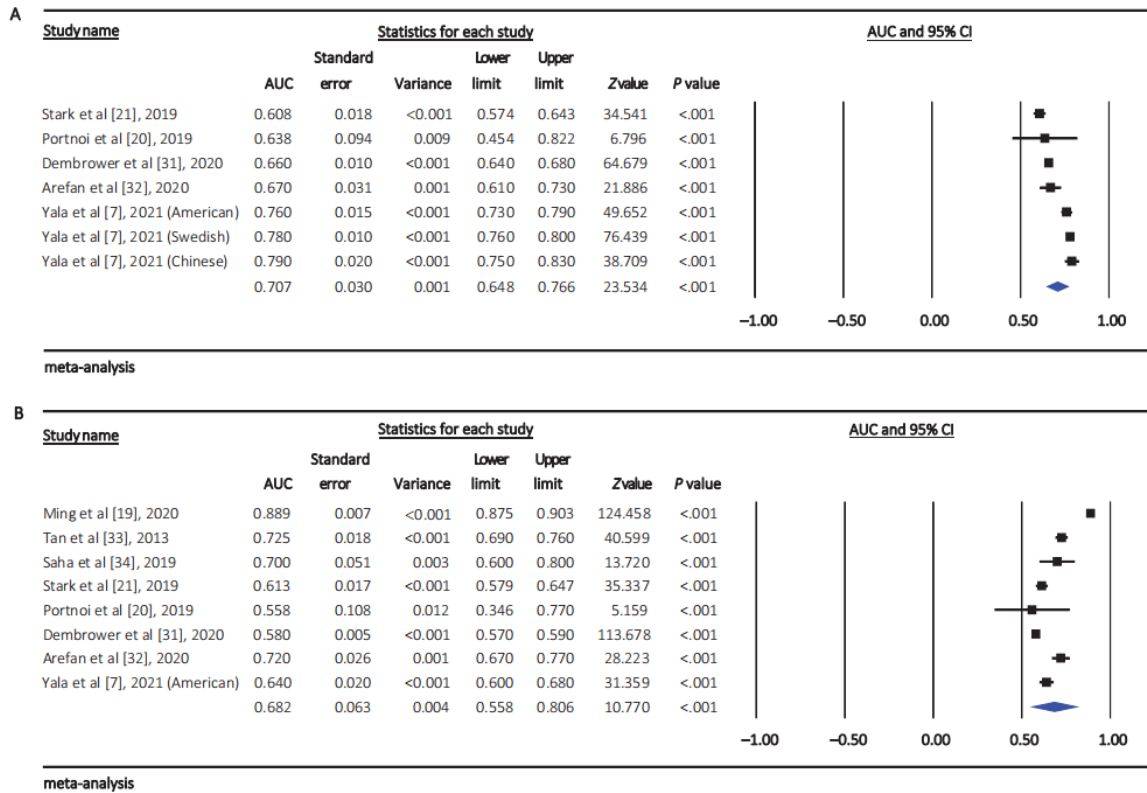 A
Study name Statistics for each study AUC and 95% CI
Standard Lower Upper
AUC error Variance limit limit Z value P value
Stark et al [21], 2019 0.608 0.018 <0.001 0.574 0.643 34.541 <.001
Portnoi et al [20], 2019 0.638 0.094 0.009 0.454 0.822 6.796 <.001
Dembrower et al [31], 2020 0.660 0.010 <0.001 0.640 0.680 64.679 <.001
Arefan et al [32], 2020 0.670 0.031 0.001 0.610 0.730 21.886 <.001
Yala et al [7], 2021 (American) 0.760 0.015 <0.001 0.730 0.790 49.652 <.001
Yala et al [7], 2021 (Swedish) 0.780 0.010 <0.001 0.760 0.800 76.439 <.001
Yala et al [7], 2021 (Chinese) 0.790 0.020 <0.001 0.750 0.830 38.709 <.001
0.707 0.030 0.001 0.648 0.766 23.534 <.001
−1.00 −0.50 0.00 0.50 1.00
meta-analysis
B
Study name Statistics for each study AUC and 95% CI
Standard Lower Upper
AUC error Variance limit limit Z value P value
Ming et al [19], 2020 0.889 0.007 <0.001 0.875 0.903 124.458 <.001
Tan et al [33], 2013 0.725 0.018 <0.001 0.690 0.760 40.599 <.001
Saha et al [34], 2019 0.700 0.051 0.003 0.600 0.800 13.720 <.001
Stark et al [21], 2019 0.613 0.017 <0.001 0.579 0.647 35.337 <.001
Portnoi et al [20], 2019 0.558 0.108 0.012 0.346 0.770 5.159 <.001
Dembrower et al [31], 2020 0.580 0.005 <0.001 0.570 0.590 113.678 <.001
Arefan et al [32], 2020 0.720 0.026 0.001 0.670 0.770 28.223 <.001
Yala et al [7], 2021 (American) 0.640 0.020 <0.001 0.600 0.680 31.359 <.001
0.682 0.063 0.004 0.558 0.806 10.770 <.001
−1.00 −0.50 0.00 0.50 1.00
meta-analysis